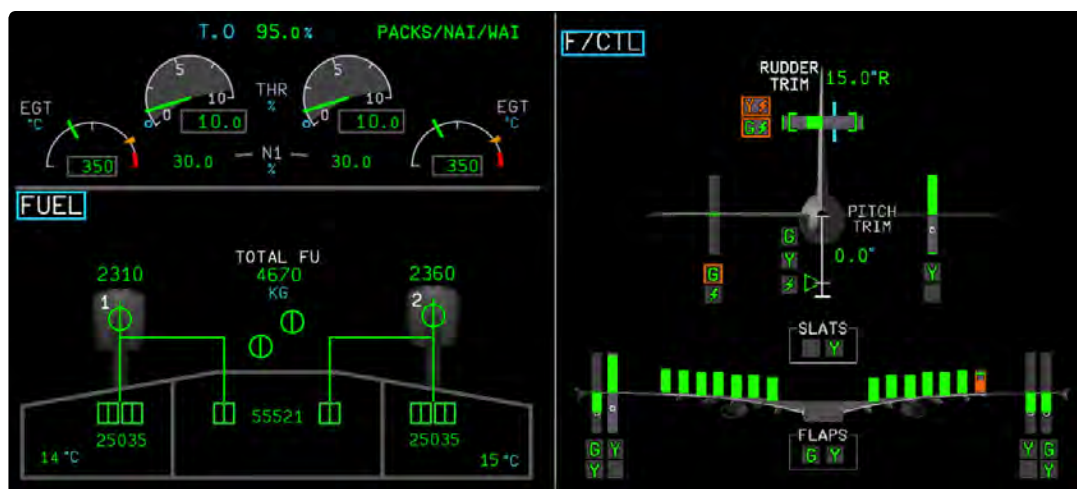 T.O 95.0% PACKS/NAI/WAI
5 5
10 THR 10
0 % 0
EGT EGT
°C °C
10.0 10.0
350 30.0 N1 30.0 350
%
FUEL
TOTAL FU
2310 4670 2360
KG
1 2
55521
25035 25035
14 °C 15 °C
F/CTL
RUDDER
TRIM 15.0°R
Y
G
PITCH
TRIM
G
0.0°
Y
G Y
SLATS
Y
FLAPS
G Y
G Y Y G
Y Y